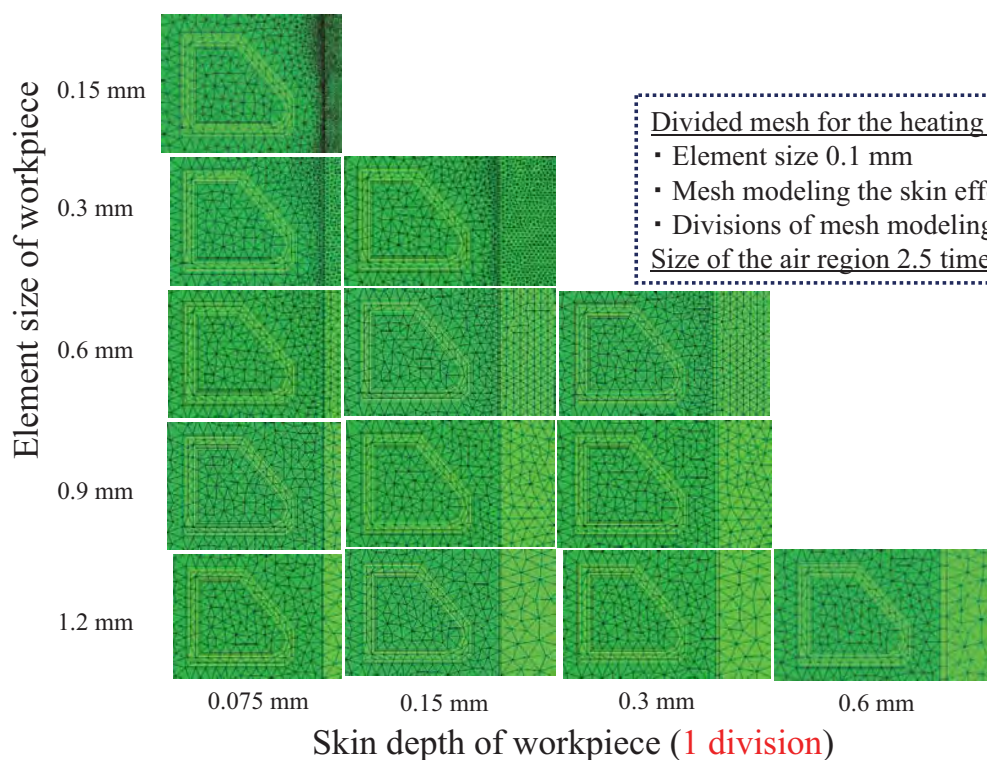 Element size of workpiece
0.15 mm
0.3 mm
0.6 mm
0.9 mm
1.2 mm
Divided mesh for the heating
・Element size 0.1 mm
・Mesh modeling the skin effe
・Divisions of mesh modeling
Size of the air region 2.5 time
0.075 mm
0.15 mm
0.3 mm
0.6 mm
Skin depth of workpiece (1 division)